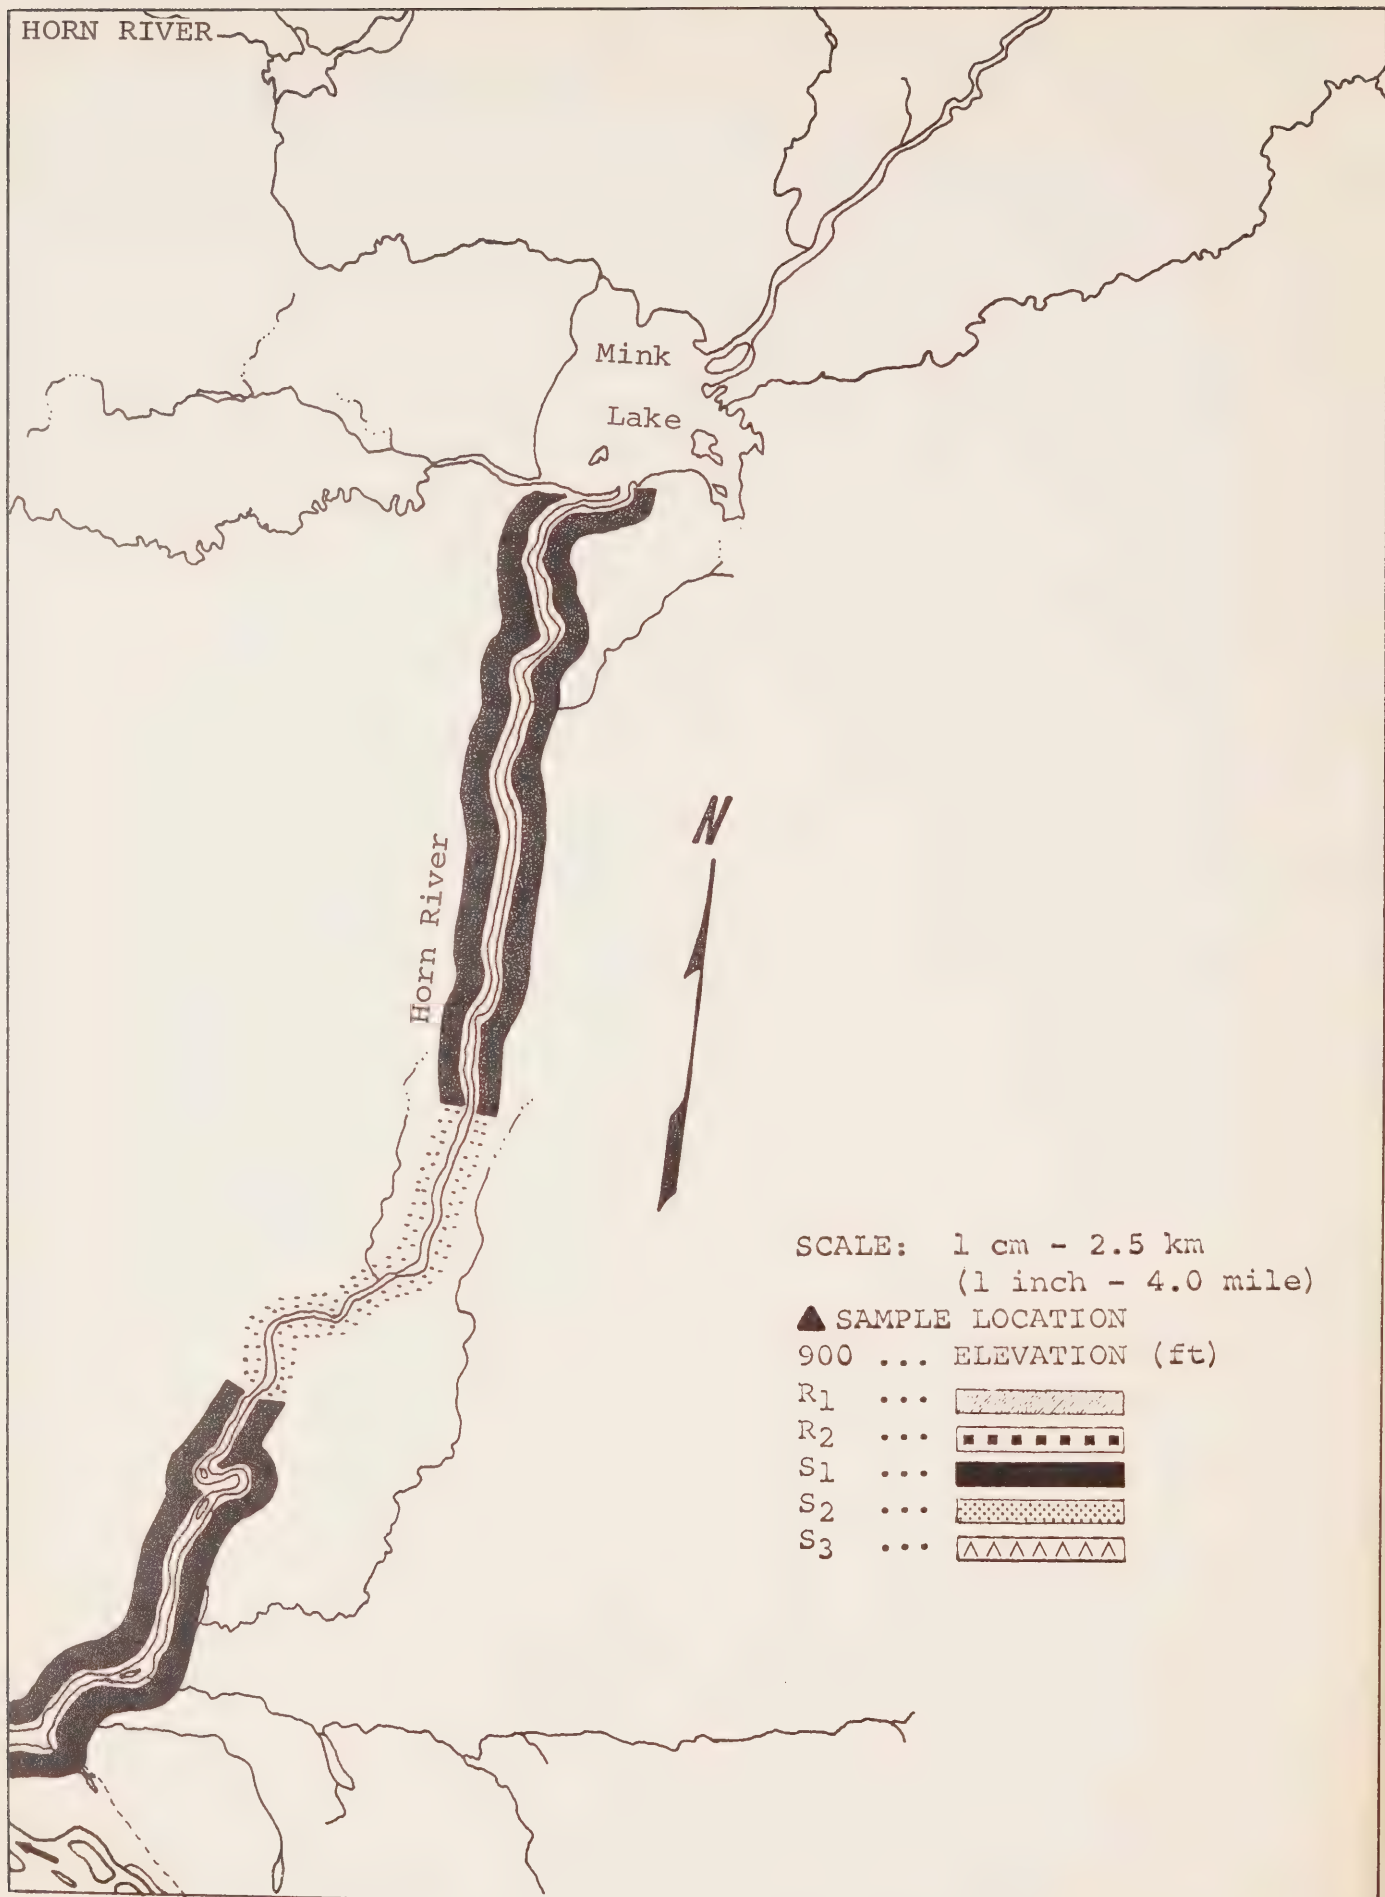 HORN RIVER
Mink
Lake
Horn River
N
SCALE: 1 cm - 2.5 km
(1 inch - 4.0 mile)
SAMPLE LOCATION
900 ... ELEVATION (ft)
R1 ...
R2 ...
S1 ...
S2 ...
S3 ...